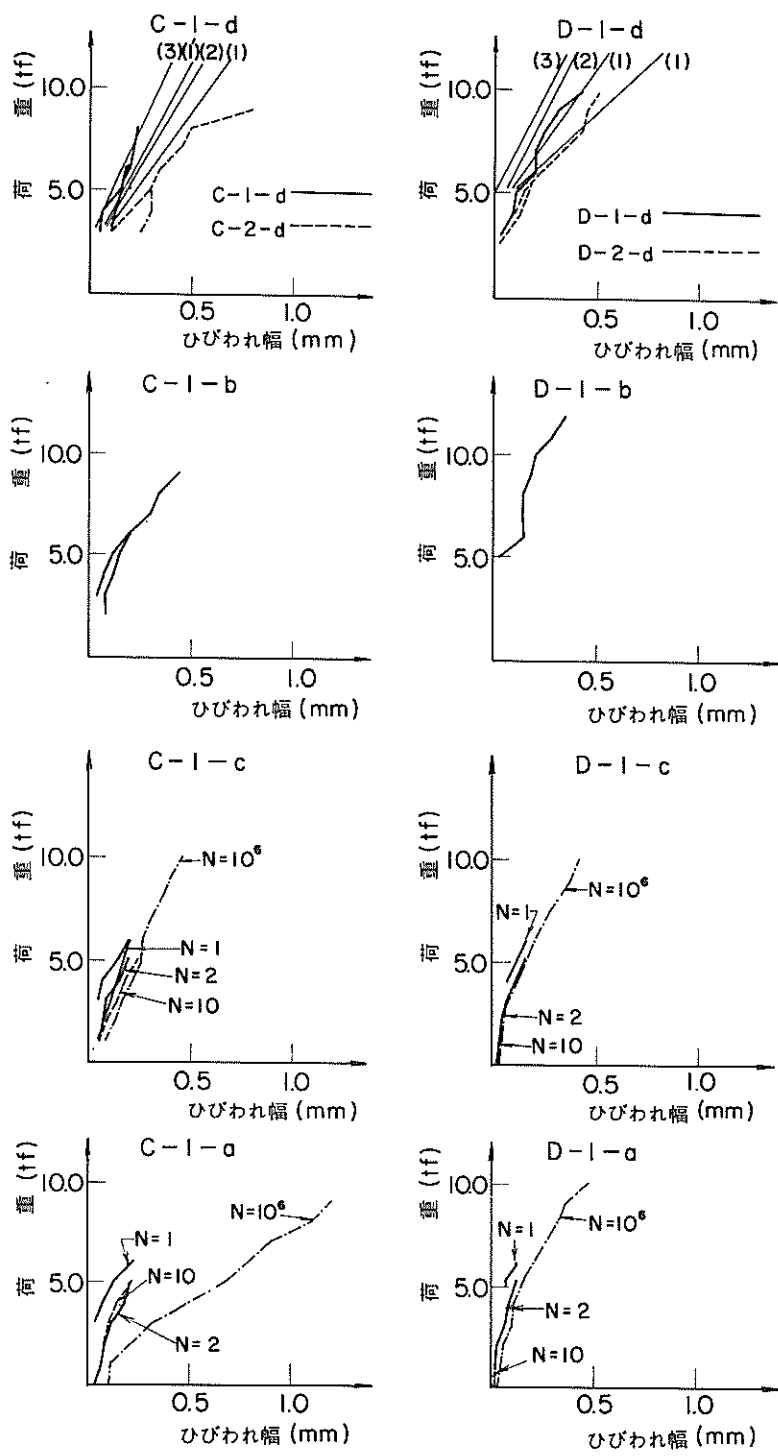 C-1-d
(3)(1)(2)(1)
荷 重 (tf)
10.0
5.0
C-1-d
C-2-d
0.5 1.0
ひびわれ幅 (mm)
D-1-d
(3) (2) (1) (1)
荷 重 (tf)
10.0
5.0
D-1-d
D-2-d
0.5 1.0
ひびわれ幅 (mm)
C-1-b
荷 重 (tf)
10.0
5.0
0.5 1.0
ひびわれ幅 (mm)
D-1-b
荷 重 (tf)
10.0
5.0
0.5 1.0
ひびわれ幅 (mm)
C-1-c
荷 重 (tf)
10.0
N=10⁶
N=1
5.0
N=2
N=10
0.5 1.0
ひびわれ幅 (mm)
D-1-c
荷 重 (tf)
10.0
N=10⁶
N=1
5.0
N=2
N=10
0.5 1.0
ひびわれ幅 (mm)
C-1-a
荷 重 (tf)
10.0
N=10⁶
N=1
N=10
5.0
N=2
0.5 1.0
ひびわれ幅 (mm)
D-1-a
荷 重 (tf)
10.0
N=1
N=10⁶
5.0
N=2
N=10
0.5 1.0
ひびわれ幅 (mm)